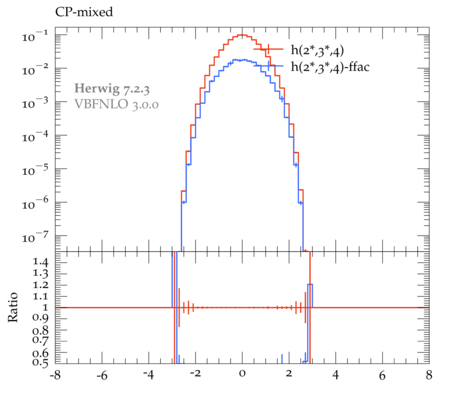 CP-mixed
10⁻¹
h(2*,3*,4)
h(2*,3*,4)-ffac
10⁻²
Herwig 7.2.3
VBFNLO 3.0.0
10⁻³
10⁻⁴
10⁻⁵
10⁻⁶
10⁻⁷
Ratio
1.4
1.3
1.2
1.1
1
0.9
0.8
0.7
0.6
0.5
-8 -6 -4 -2 0 2 4 6 8